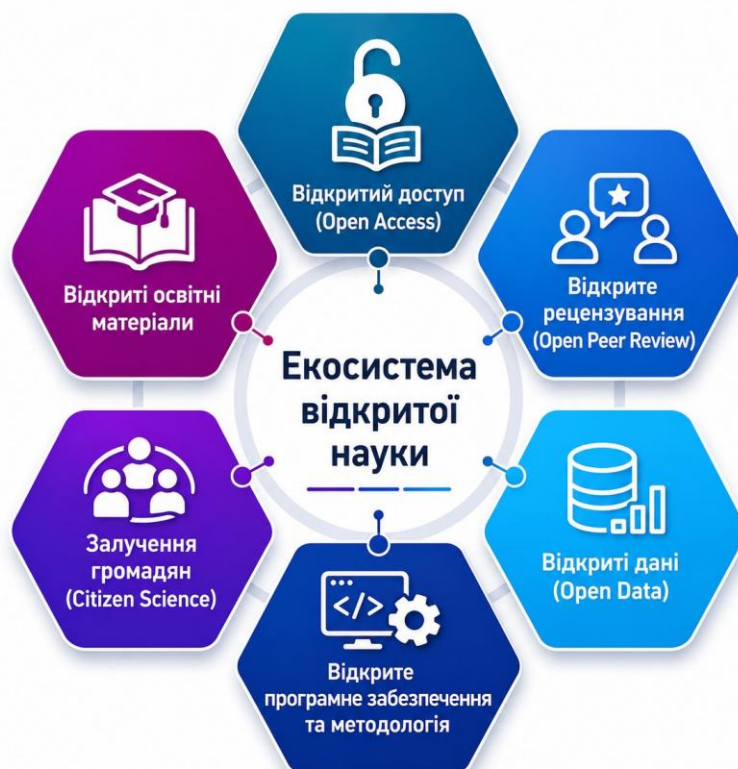 Відкритий доступ
(Open Access)
Відкриті освітні
матеріали
Відкрите
рецензування
(Open Peer Review)
Екосистема
відкритої
науки
Залучення
громадян
(Citizen Science)
Відкриті дані
(Open Data)
</>
Відкрите
програмне забезпечення
та методологія